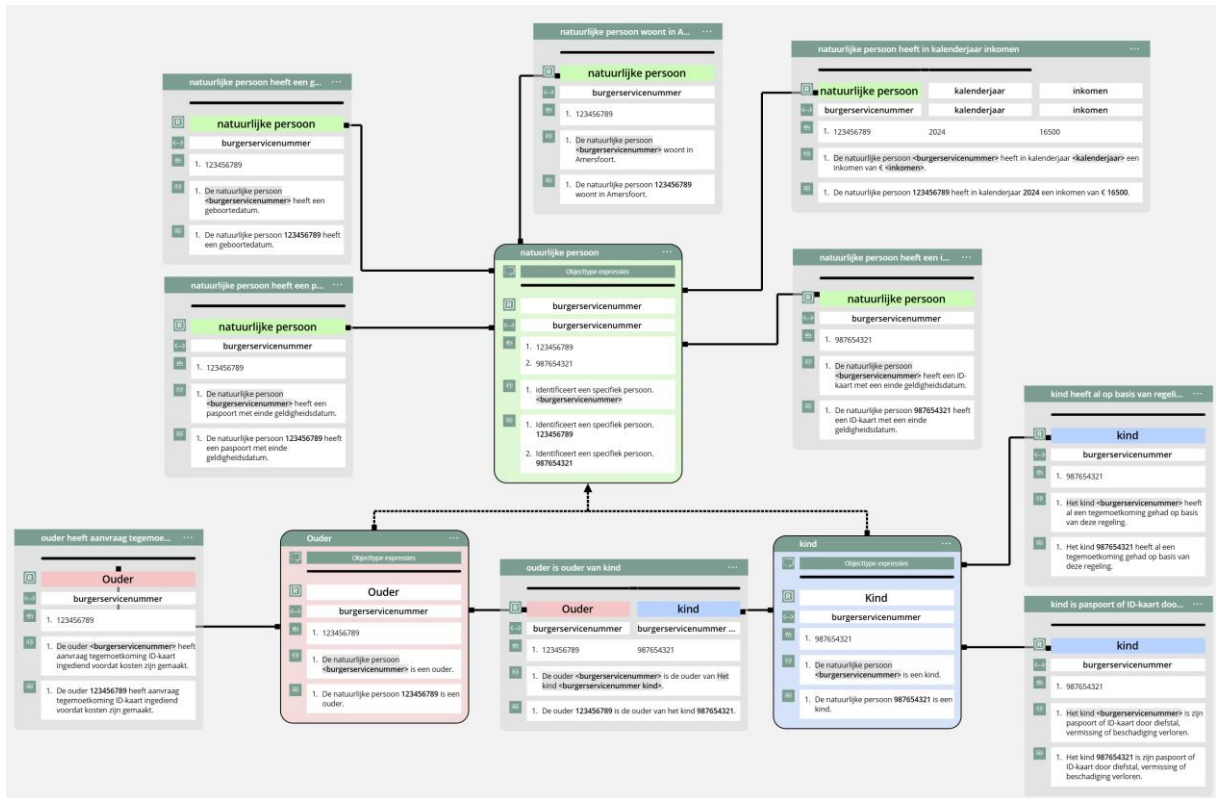 natuurlijke persoon woont in A... ...
natuurlijke persoon
burgerservicenummer
1. 123456789
1. De natuurlijke persoon
<burgerservicenummer> woont in
Amersfoort.
1. De natuurlijke persoon 123456789
woont in Amersfoort.
natuurlijke persoon heeft in kalenderjaar inkomen ...
natuurlijke persoon kalenderjaar inkomen
burgerservicenummer kalenderjaar inkomen
1. 123456789 2024 16500
1. De natuurlijke persoon <burgerservicenummer> heeft in kalenderjaar <kalenderjaar> een
inkomen van € <inkomen>.
1. De natuurlijke persoon 123456789 heeft in kalenderjaar 2024 een inkomen van € 16500.
natuurlijke persoon heeft een g... ...
natuurlijke persoon
burgerservicenummer
1. 123456789
1. De natuurlijke persoon
<burgerservicenummer> heeft een
geboortedatum.
1. De natuurlijke persoon 123456789 heeft
een geboortedatum.
natuurlijke persoon ...
Objecttype expressies
burgerservicenummer
burgerservicenummer
1. 123456789
2. 987654321
1. identificeert een specifiek persoon.
<burgerservicenummer>
1. Identificeert een specifiek persoon.
123456789
2. Identificeert een specifiek persoon.
987654321
natuurlijke persoon heeft een i... ...
natuurlijke persoon
burgerservicenummer
1. 987654321
1. De natuurlijke persoon
<burgerservicenummer> heeft een ID-
kaart met een einde geldigheidsdatum.
1. De natuurlijke persoon 987654321 heeft
een ID-kaart met een einde
geldigheidsdatum.
natuurlijke persoon heeft een p... ...
natuurlijke persoon
burgerservicenummer
1. 123456789
1. De natuurlijke persoon
<burgerservicenummer> heeft een
paspoort met einde geldigheidsdatum.
1. De natuurlijke persoon 123456789 heeft
een paspoort met einde
geldigheidsdatum.
kind heeft al op basis van regeli... ...
kind
burgerservicenummer
1. 987654321
1. Het kind <burgerservicenummer> heeft
al een tegemoetkoming gehad op basis
van deze regeling.
1. Het kind 987654321 heeft al een
tegemoetkoming gehad op basis van
deze regeling.
ouder heeft aanvraag tegemoe... ...
Ouder
burgerservicenummer
1. 123456789
1. De ouder <burgerservicenummer> heeft
aanvraag tegemoetkoming ID-kaart
ingediend voordat kosten zijn gemaakt.
1. De ouder 123456789 heeft aanvraag
tegemoetkoming ID-kaart ingediend
voordat kosten zijn gemaakt.
Ouder ...
Objecttype expressies
Ouder
burgerservicenummer
1. 123456789
1. De natuurlijke persoon
<burgerservicenummer> is een ouder.
1. De natuurlijke persoon 123456789 is een
ouder.
ouder is ouder van kind ...
Ouder kind
burgerservicenummer burgerservicenummer ...
1. 123456789 987654321
1. De ouder <burgerservicenummer> is de ouder van Het
kind <burgerservicenummer kind>.
1. De ouder 123456789 is de ouder van het kind 987654321.
kind ...
Objecttype expressies
Kind
burgerservicenummer
1. 987654321
1. De natuurlijke persoon
<burgerservicenummer> is een kind.
1. De natuurlijke persoon 987654321 is een
kind.
kind is paspoort of ID-kaart doo... ...
kind
burgerservicenummer
1. 987654321
1. Het kind <burgerservicenummer> is zijn
paspoort of ID-kaart door diefstal,
vermissing of beschadiging verloren.
1. Het kind 987654321 is zijn paspoort of
ID-kaart door diefstal, vermissing of
beschadiging verloren.